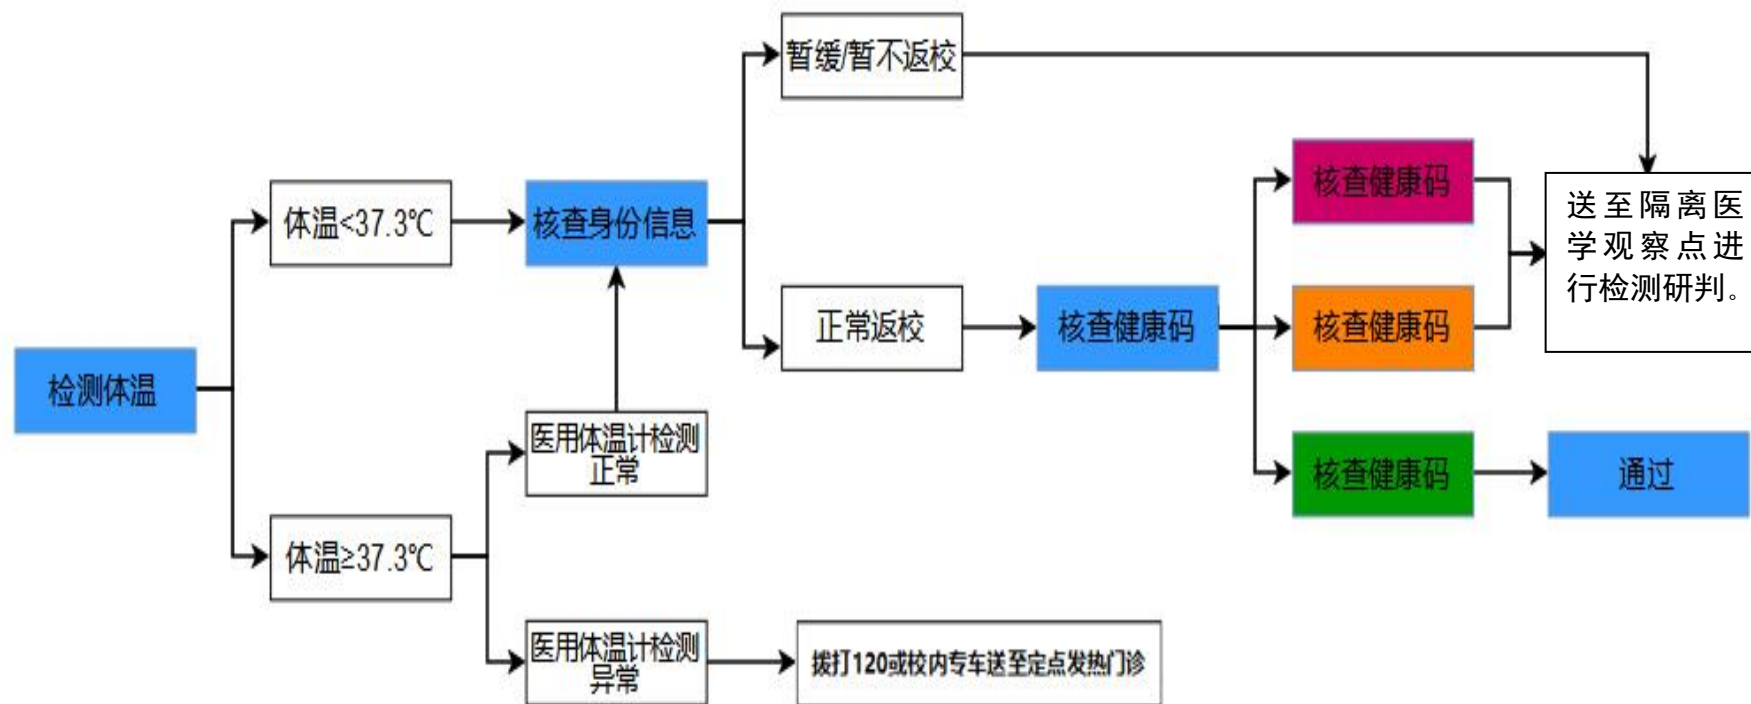 暂缓/暂不返校
核查健康码
体温<37.3℃
核查身份信息
送至隔离医
学观察点进
行检测研判。
正常返校
核查健康码
核查健康码
检测体温
医用体温计检测
正常
核查健康码
通过
体温≥37.3℃
医用体温计检测
异常
拨打120或校内专车送至定点发热门诊